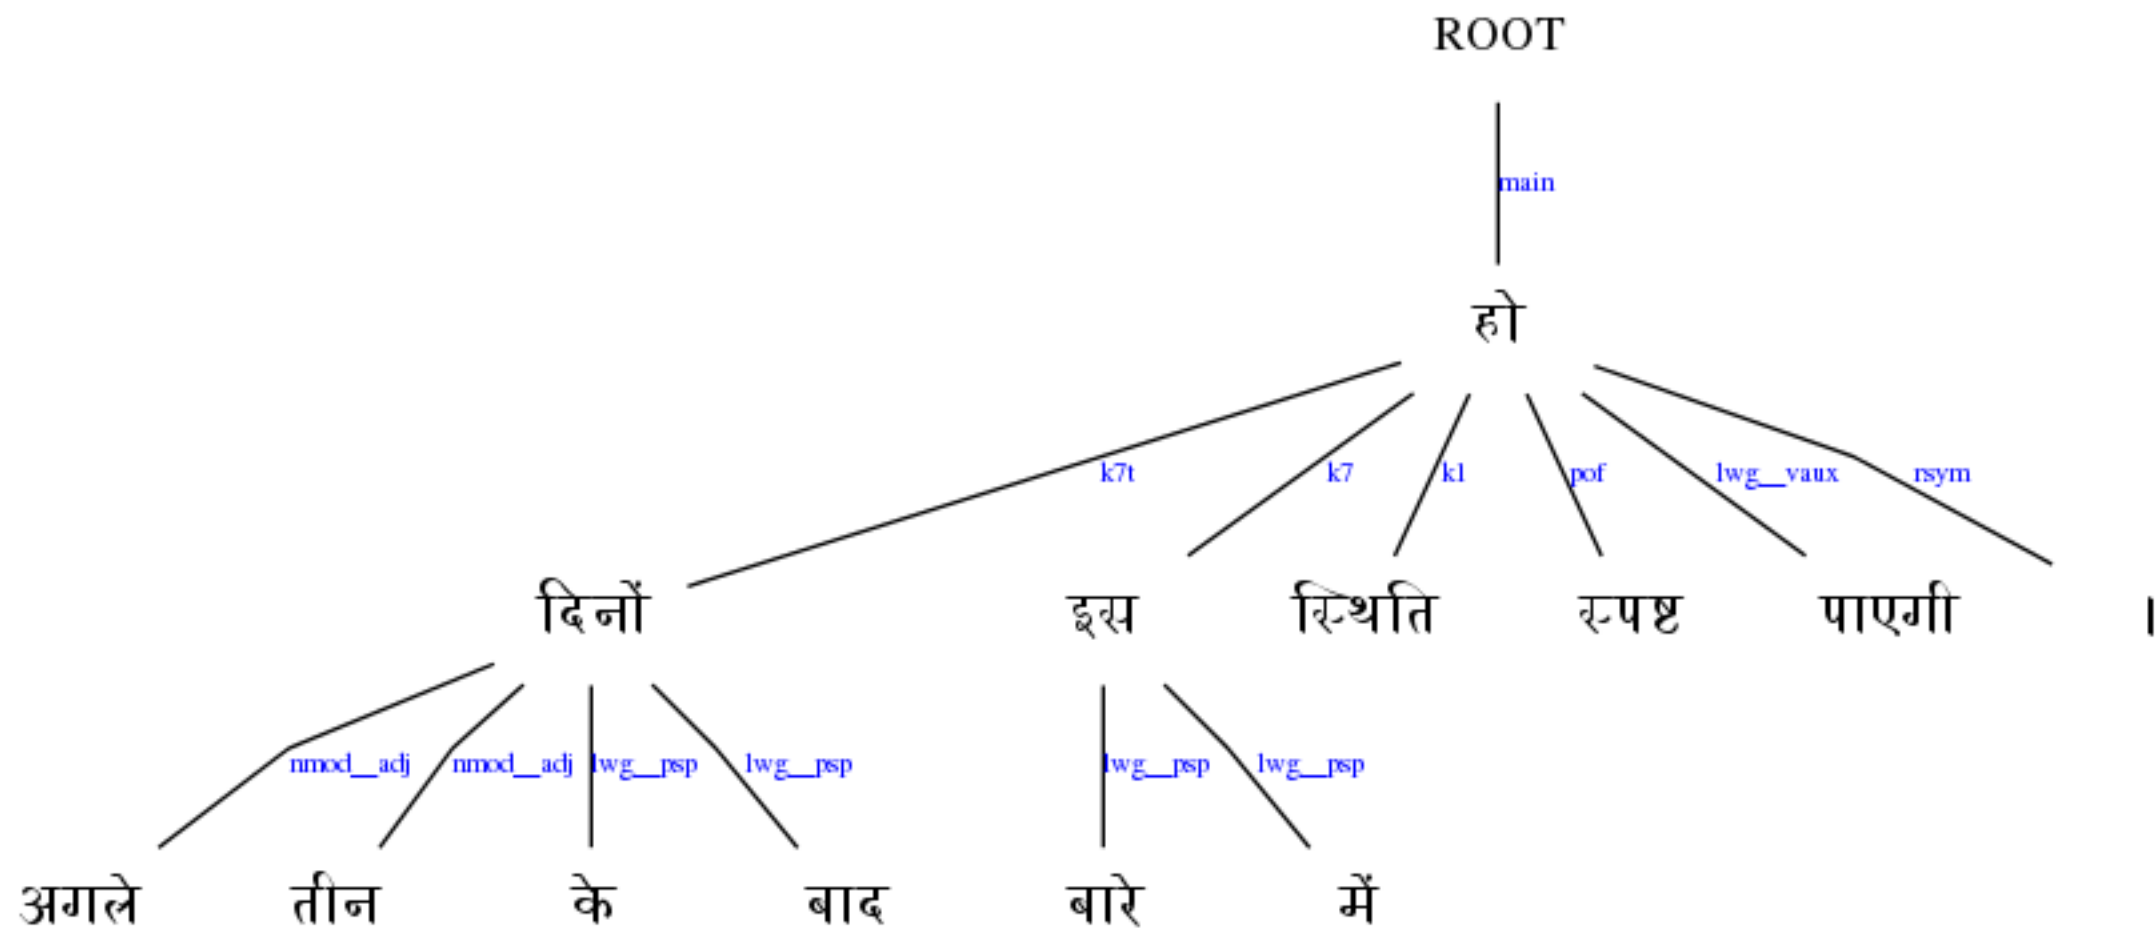 ROOT
main
हो
k7t k7 k1 pof lwg__vaux rsym
दिनों इस स्थिति स्पष्ट पाएगी ।
nmod__adj nmod__adj lwg__psp lwg__psp lwg__psp lwg__psp
अगले तीन के बाद बारे में